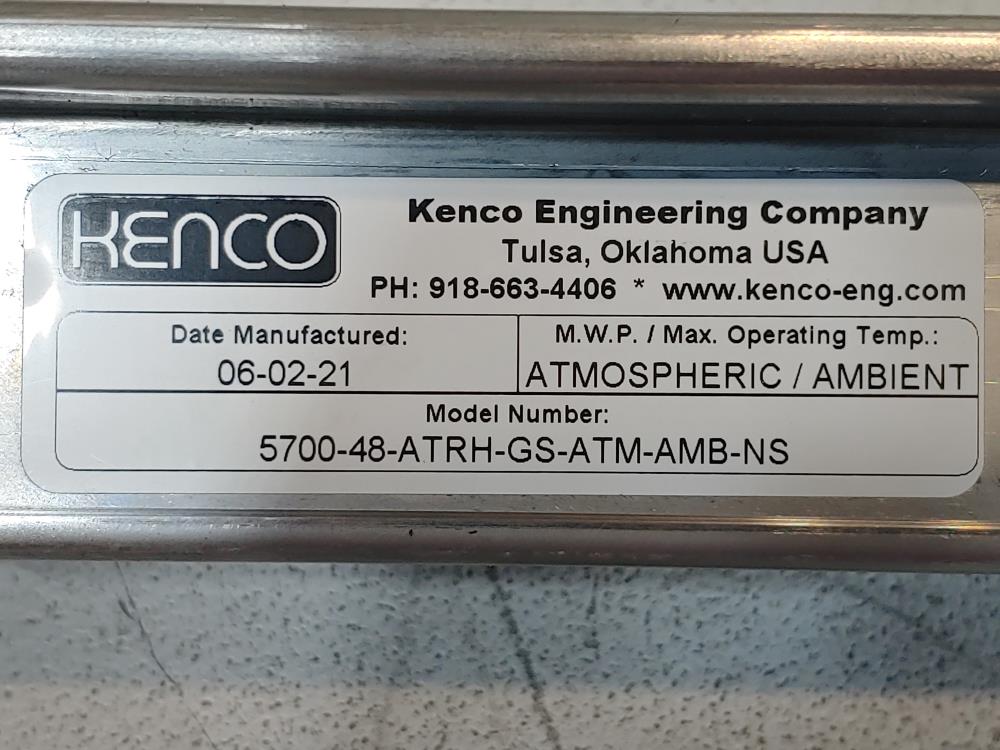 KENCO
Kenco Engineering Company
Tulsa, Oklahoma USA
PH: 918-663-4406 * www.kenco-eng.com
Date Manufactured:
06-02-21
M.W.P. / Max. Operating Temp.:
ATMOSPHERIC / AMBIENT
Model Number:
5700-48-ATRH-GS-ATM-AMB-NS